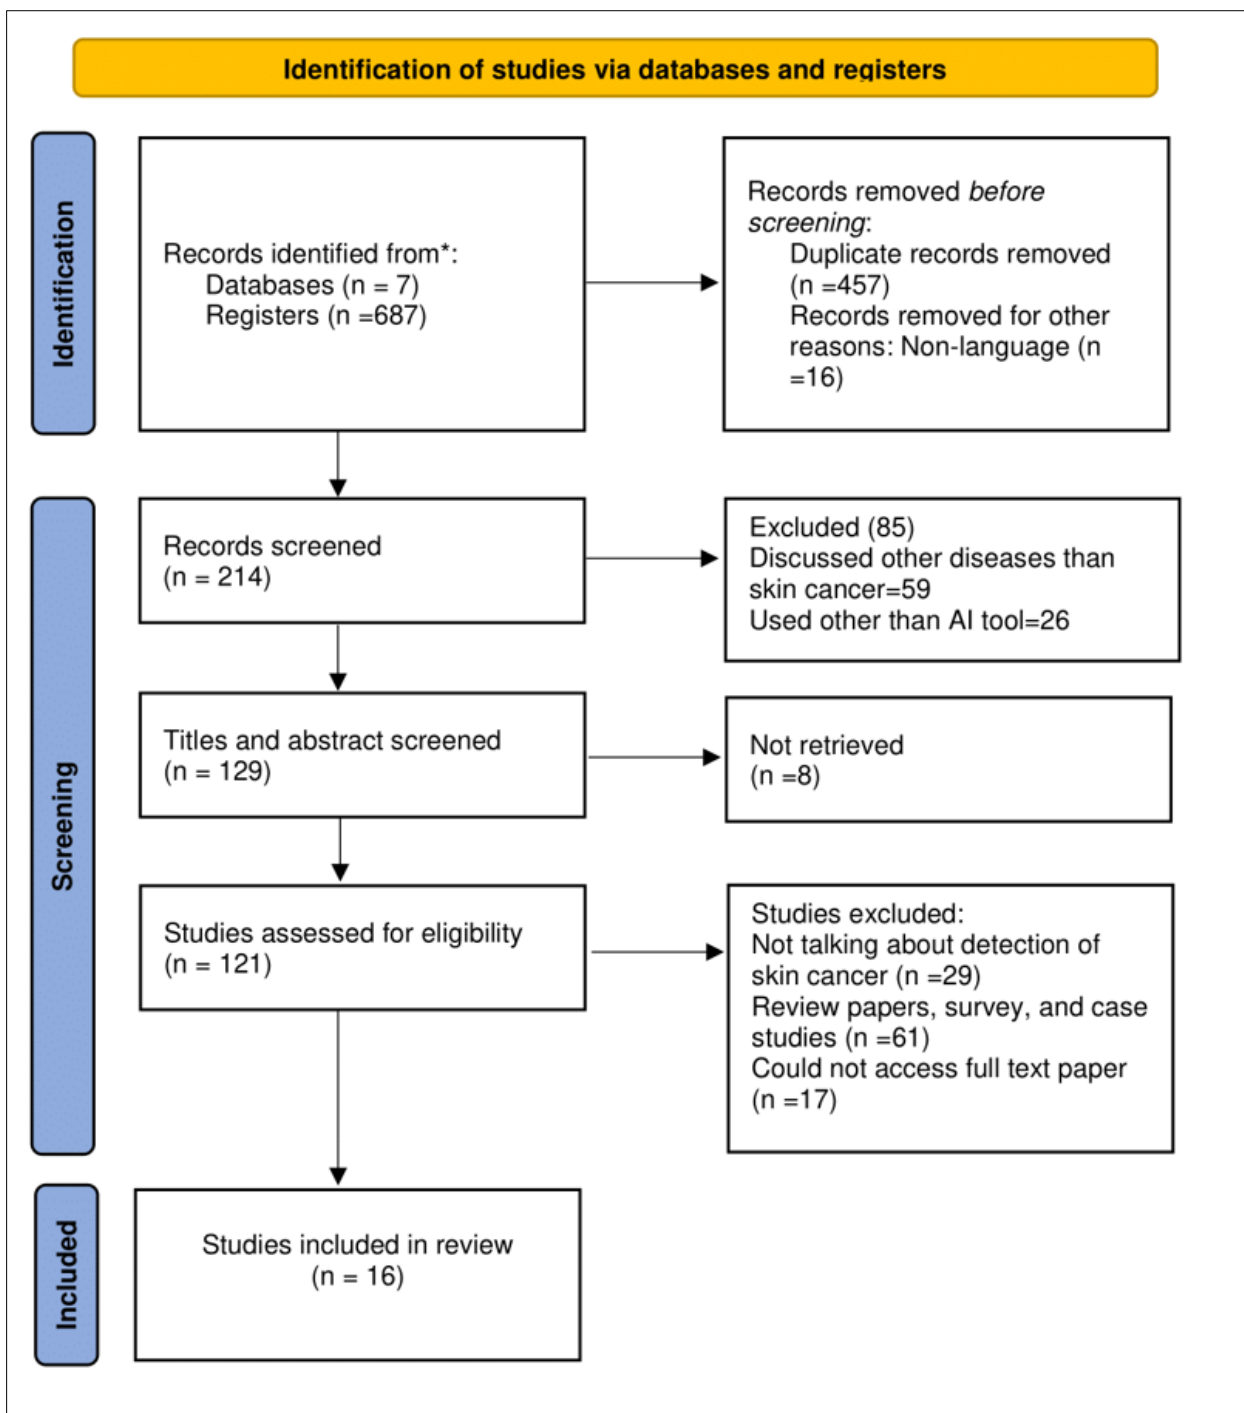 Identification of studies via databases and registers
Identification
Records identified from*:
Databases (n = 7)
Registers (n =687)
Records removed before
screening:
Duplicate records removed
(n =457)
Records removed for other
reasons: Non-language (n
=16)
Screening
Records screened
(n = 214)
Excluded (85)
Discussed other diseases than
skin cancer=59
Used other than AI tool=26
Titles and abstract screened
(n = 129)
Not retrieved
(n =8)
Studies assessed for eligibility
(n = 121)
Studies excluded:
Not talking about detection of
skin cancer (n =29)
Review papers, survey, and case
studies (n =61)
Could not access full text paper
(n =17)
Included
Studies included in review
(n = 16)